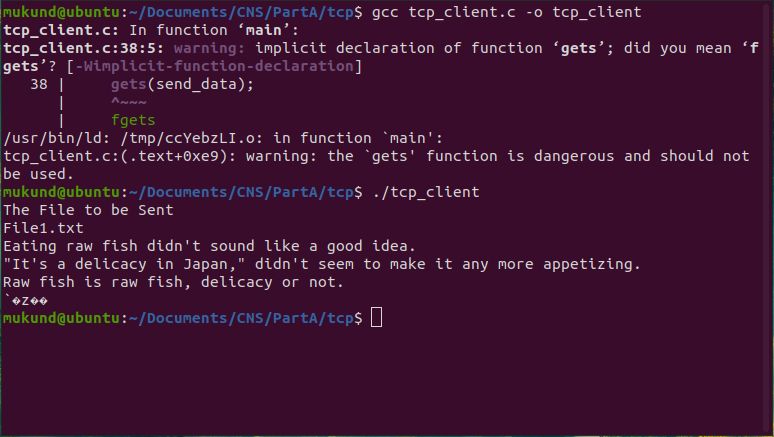 mukund@ubuntu:~/Documents/CNS/PartA/tcp$ gcc tcp_client.c -o tcp_client
tcp_client.c: In function ‘main’:
tcp_client.c:38:5: warning: implicit declaration of function ‘gets’; did you mean ‘f
gets’? [-Wimplicit-function-declaration]
   38 |     gets(send_data);
      |     ^~~~
      |     fgets
/usr/bin/ld: /tmp/ccYebzLI.o: in function `main':
tcp_client.c:(.text+0xe9): warning: the `gets' function is dangerous and should not
be used.
mukund@ubuntu:~/Documents/CNS/PartA/tcp$ ./tcp_client
The File to be Sent
File1.txt
Eating raw fish didn't sound like a good idea.
"It's a delicacy in Japan," didn't seem to make it any more appetizing.
Raw fish is raw fish, delicacy or not.
`�z��
mukund@ubuntu:~/Documents/CNS/PartA/tcp$